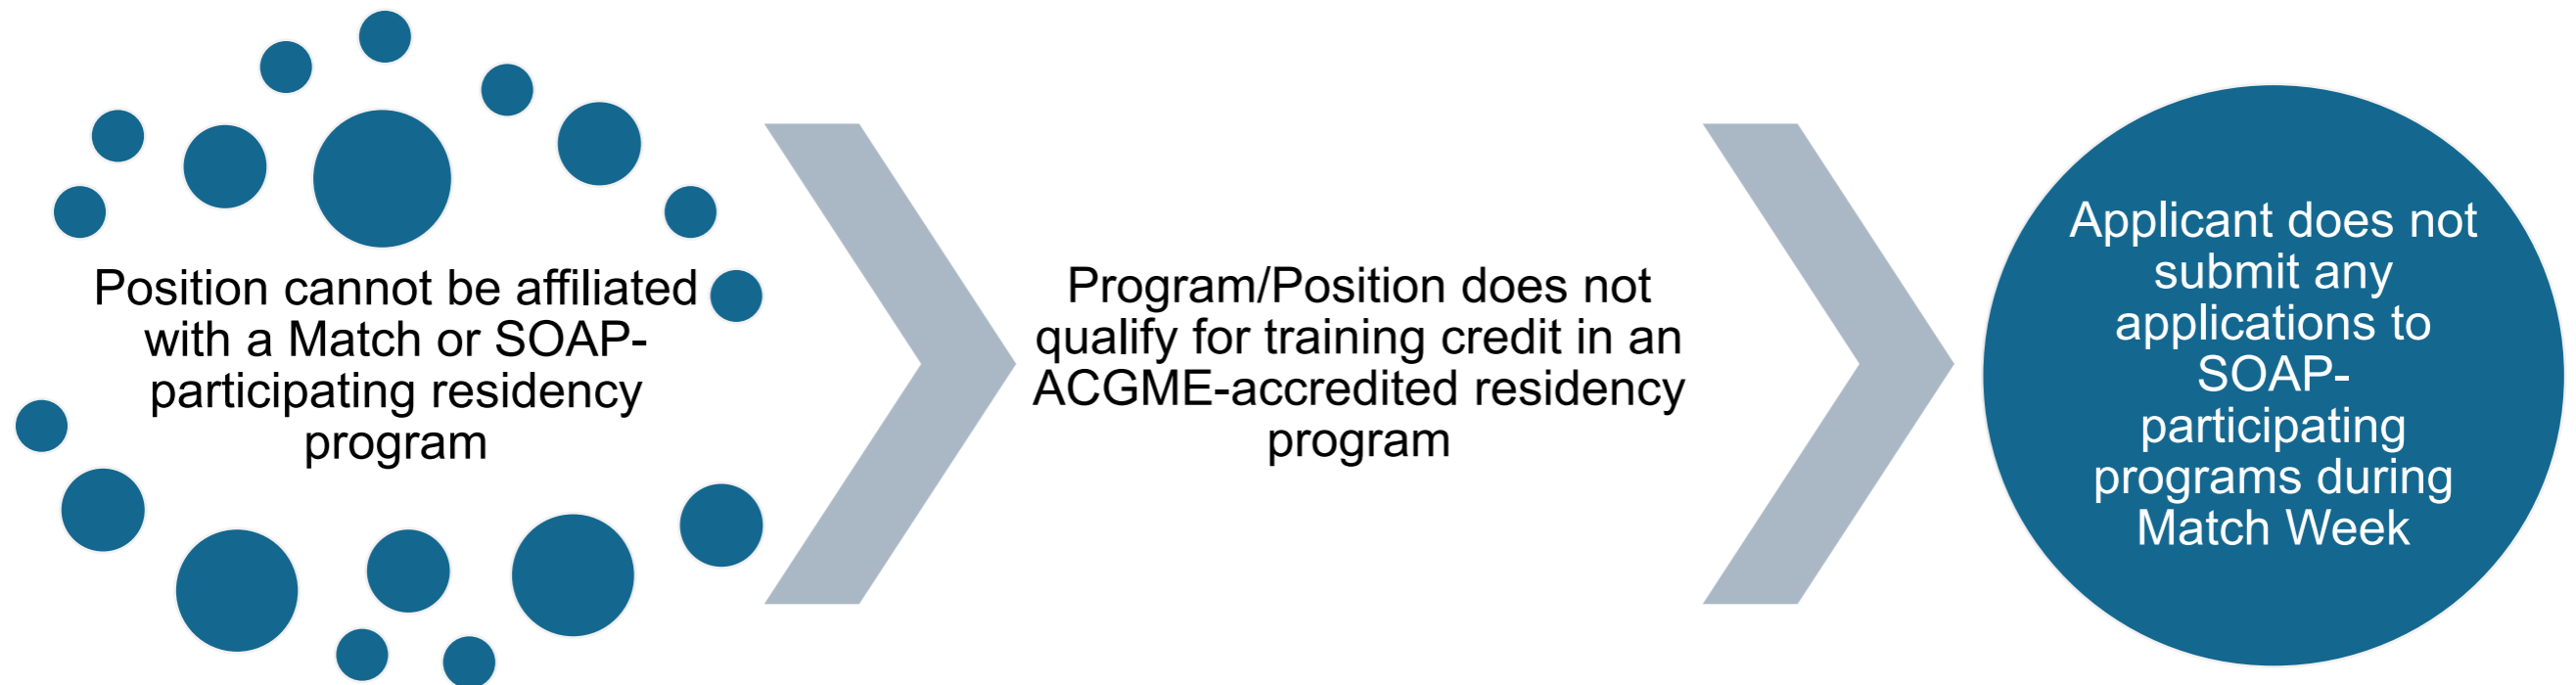 Position cannot be affiliated
with a Match or SOAP-
participating residency
program
Program/Position does not
qualify for training credit in an
ACGME-accredited residency
program
Applicant does not
submit any
applications to
SOAP-
participating
programs during
Match Week